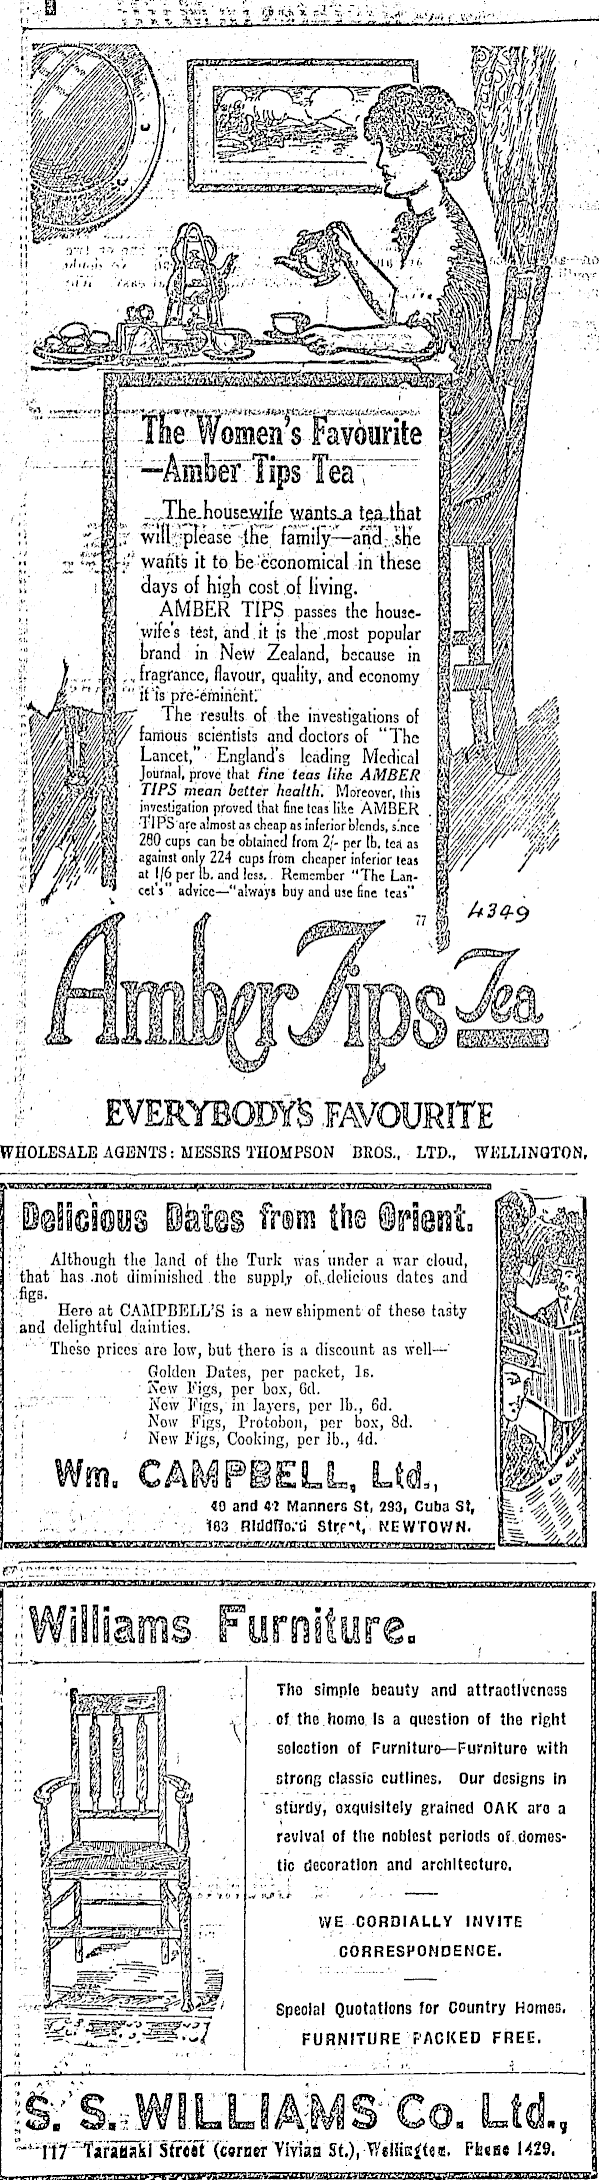 The Women's Favourite
—Amber Tips Tea
The housewife wants a tea that
will please the family—and she
wants it to be economical in these
days of high cost of living.
AMBER TIPS passes the house-
wife's test, and it is the most popular
brand in New Zealand, because in
fragrance, flavour, quality, and economy
it is pre-eminent.
The results of the investigations of
famous scientists and doctors of "The
Lancet," England's leading Medical
Journal, prove that fine teas like AMBER
TIPS mean better health. Moreover, this
investigation proved that fine teas like AMBER
TIPS are almost as cheap as inferior blends, since
280 cups can be obtained from 2/- per lb. tea as
against only 224 cups from cheaper inferior teas
at 1/6 per lb. and less. Remember "The Lan-
cet's" advice—"always buy and use fine teas"
77 4349
Amber Tips Tea
EVERYBODY'S FAVOURITE
WHOLESALE AGENTS: MESSRS THOMPSON BROS., LTD., WELLINGTON.
Delicious Dates from the Orient.
Although the land of the Turk was under a war cloud,
that has not diminished the supply of delicious dates and
figs.
Here at CAMPBELL'S is a new shipment of these tasty
and delightful dainties.
These prices are low, but there is a discount as well—
Golden Dates, per packet, 1s.
New Figs, per box, 6d.
New Figs, in layers, per lb., 6d.
New Figs, Protobon, per box, 8d.
New Figs, Cooking, per lb., 4d.
Wm. CAMPBELL, Ltd.,
40 and 42 Manners St, 293, Cuba St,
163 Riddiford Street, NEWTOWN.
Williams Furniture.
The simple beauty and attractiveness
of the home is a question of the right
selection of Furniture—Furniture with
strong classic outlines. Our designs in
sturdy, exquisitely grained OAK are a
revival of the noblest periods of domes-
tic decoration and architecture.
WE CORDIALLY INVITE
CORRESPONDENCE.
Special Quotations for Country Homes.
FURNITURE PACKED FREE.
S. S. WILLIAMS Co. Ltd.,
117 Taranaki Street (corner Vivian St.), Wellington. Phone 1429.